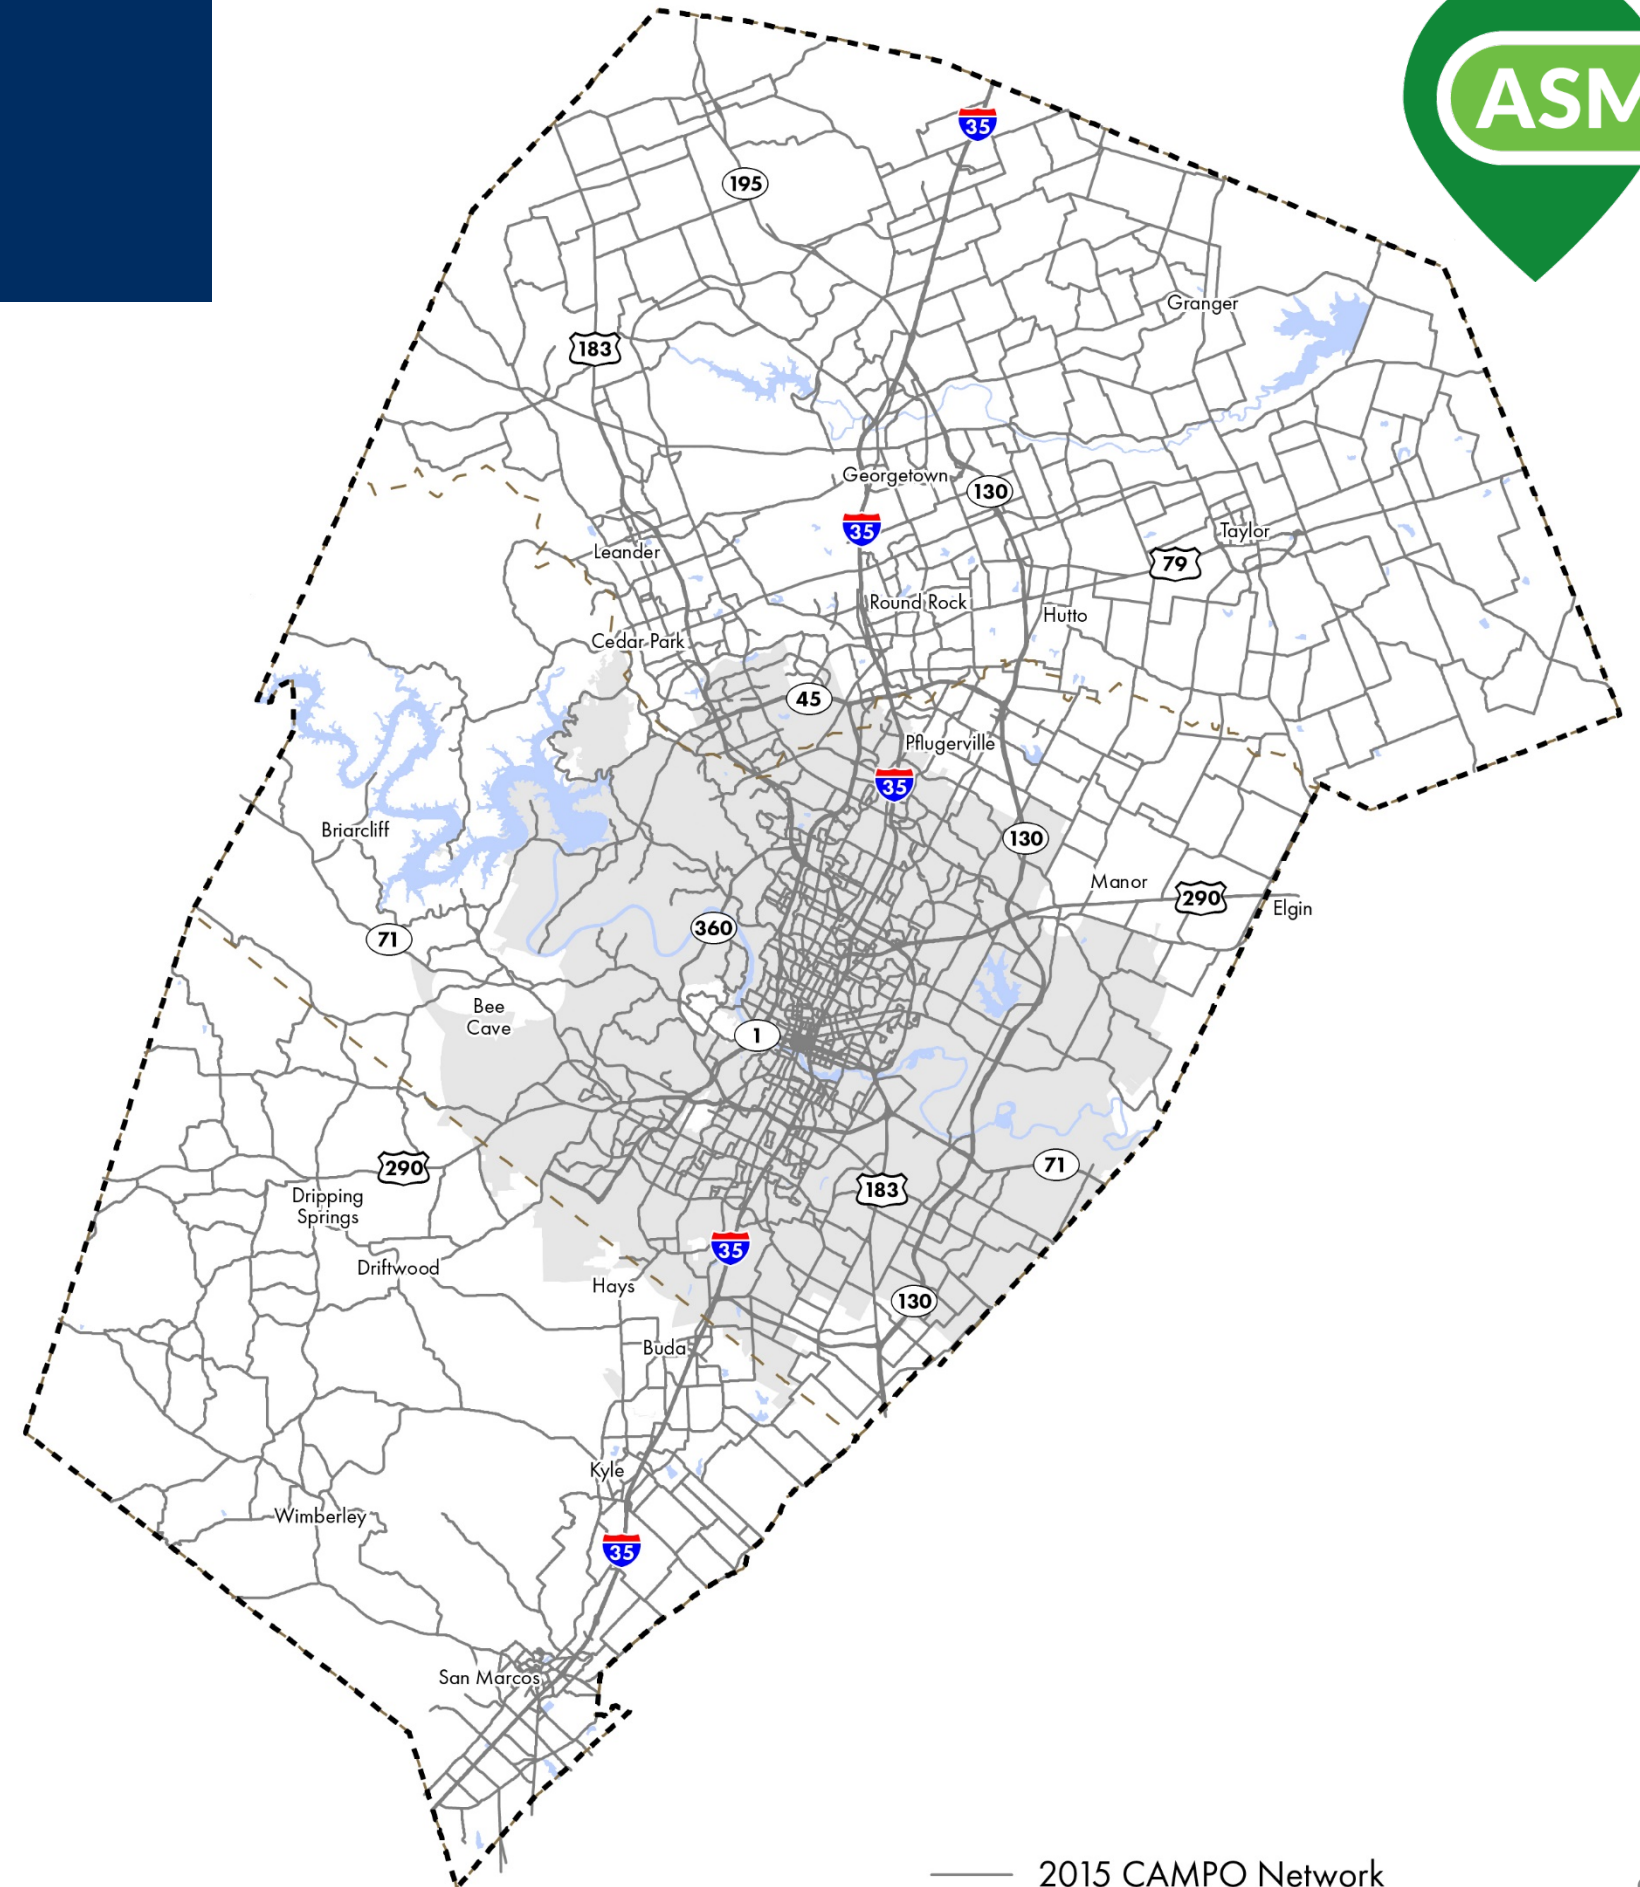 ASM
35
195
Granger
183
Georgetown
130
35
Taylor
Leander
79
Round Rock
Hutto
Cedar Park
45
Pflugerville
35
Briarcliff
130
Manor
290
Elgin
360
71
Bee
Cave
1
71
290
183
Dripping
Springs
35
Driftwood
Hays
130
Buda
Kyle
Wimberley
35
San Marcos
2015 CAMPO Network